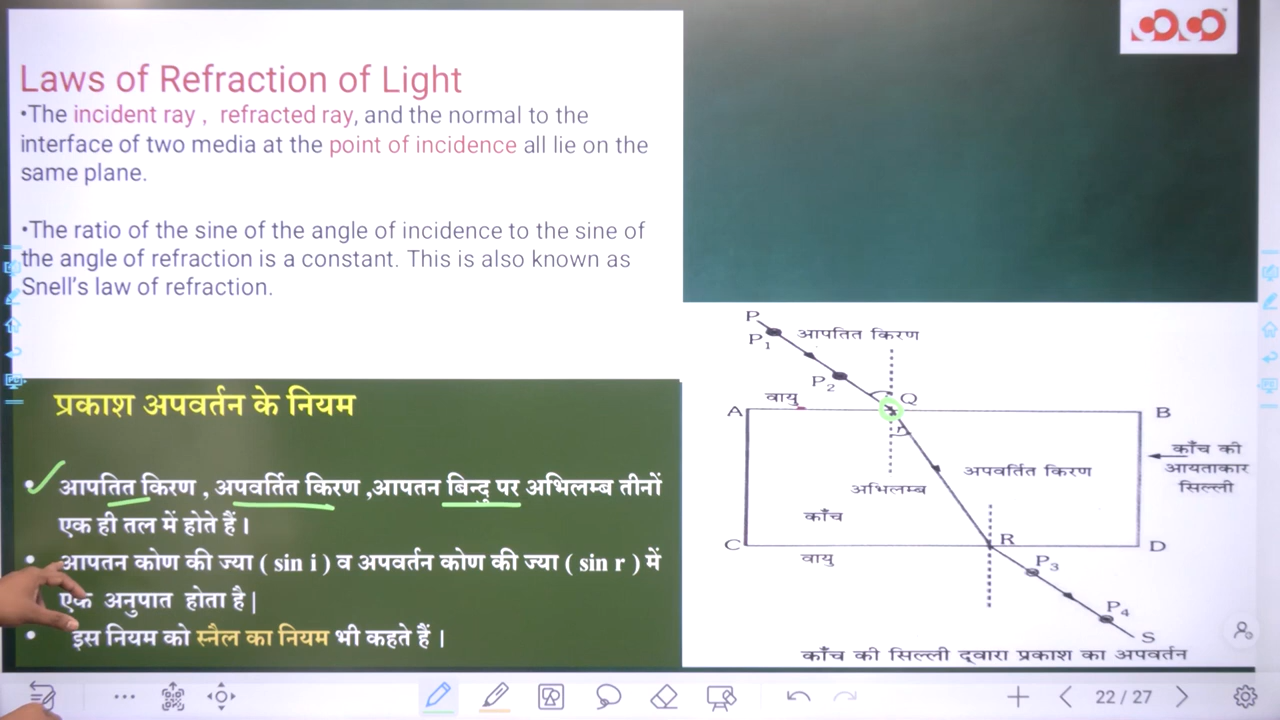 Laws of Refraction of Light
•The incident ray , refracted ray, and the normal to the
interface of two media at the point of incidence all lie on the
same plane.
•The ratio of the sine of the angle of incidence to the sine of
the angle of refraction is a constant. This is also known as
Snell's law of refraction.
प्रकाश अपवर्तन के नियम
• आपतित किरण , अपवर्तित किरण ,आपतन बिन्दु पर अभिलम्ब तीनों
एक ही तल में होते हैं ।
• आपतन कोण की ज्या ( sin i ) व अपवर्तन कोण की ज्या ( sin r ) में
एक अनुपात होता है |
• इस नियम को स्नैल का नियम भी कहते हैं ।
P
P1
आपतित किरण
P2
वायु
Q
A
B
r
काँच की
आयताकार
सिल्ली
अपवर्तित किरण
अभिलम्ब
काँच
C
R
D
वायु
P3
P4
S
काँच की सिल्ली द्वारा प्रकाश का अपवर्तन
22 / 27